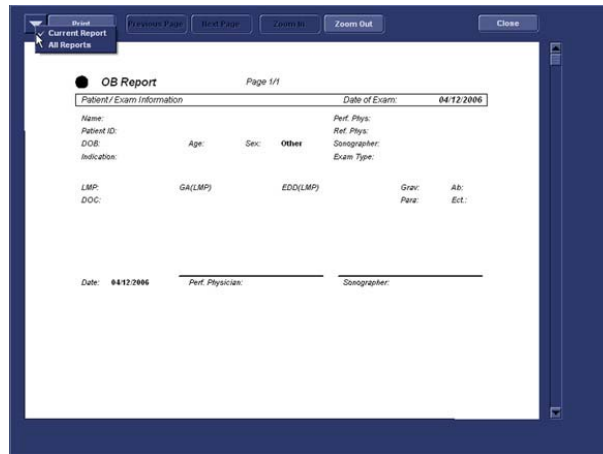 Print Previous Page Next Page Zoom In Zoom Out Close
Current Report
All Reports
OB Report Page 1/1
Patient / Exam Information Date of Exam: 04/12/2006
Name: Perf. Phys:
Patient ID: Ref. Phys:
DOB: Age: Sex: Other Sonographer:
Indication: Exam Type:
LMP: GA(LMP) EDD(LMP) Grav: Ab:
DOC: Para: Ect.:
Date: 04/12/2006 Perf. Physician: Sonographer: